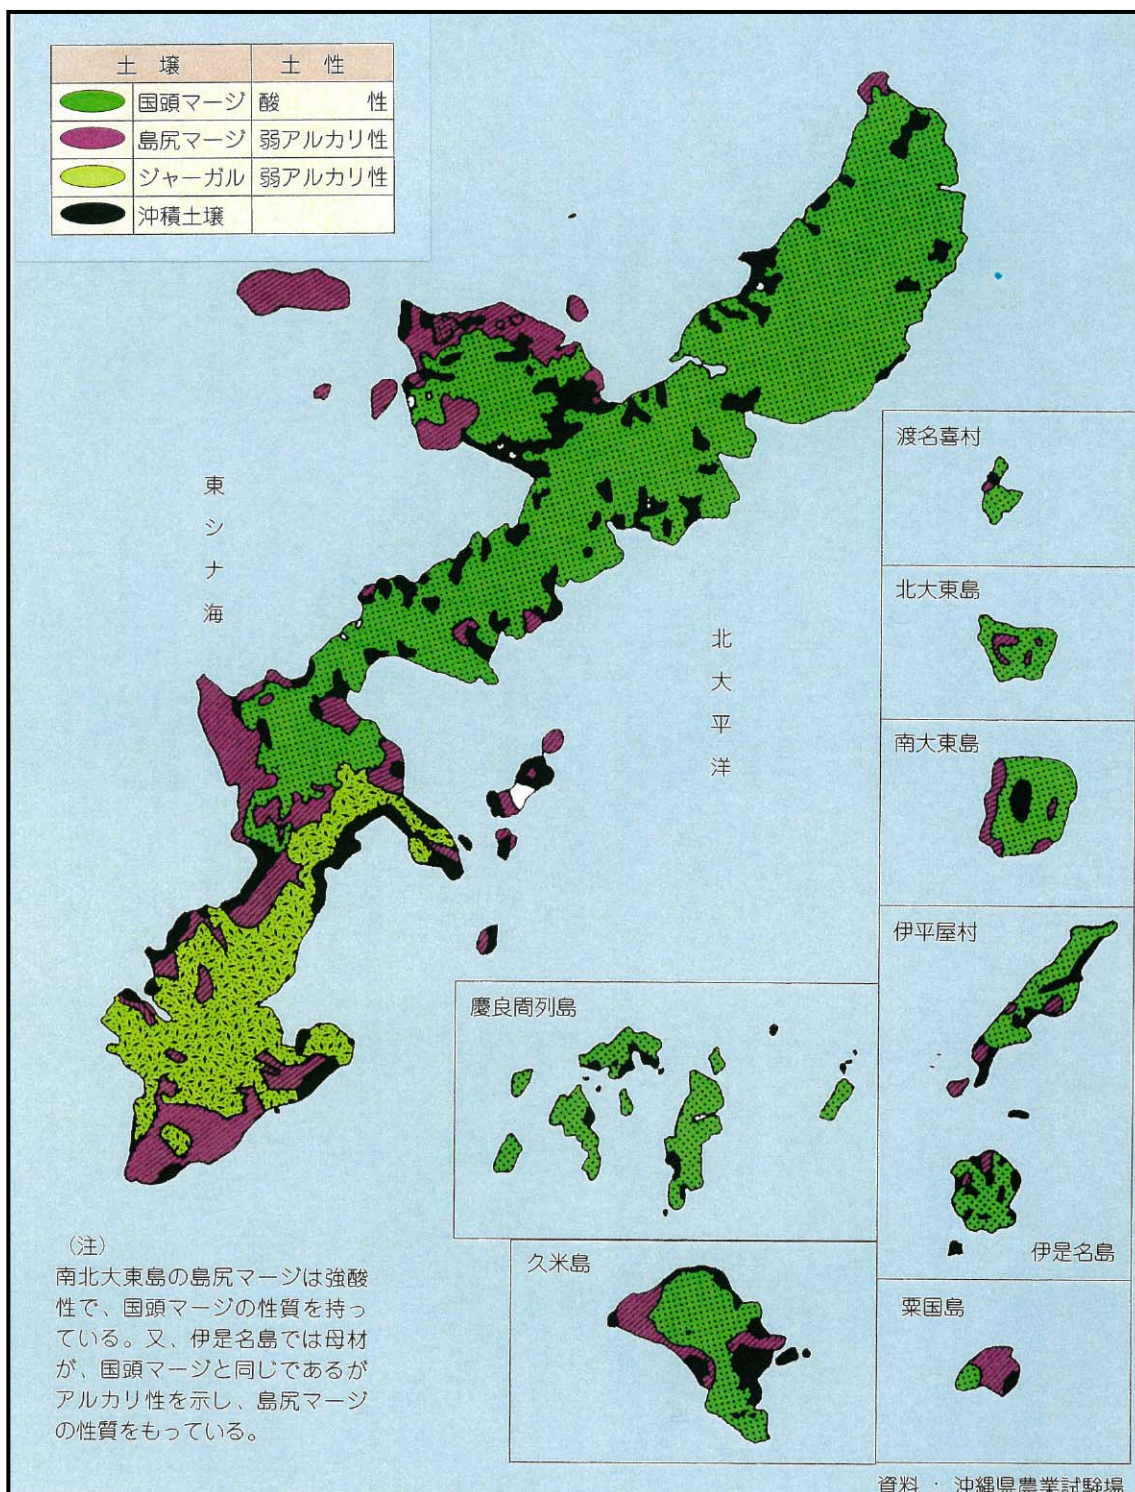 土 壌 土 性
国頭マージ 酸 性
島尻マージ 弱アルカリ性
ジャーガル 弱アルカリ性
沖積土壌
東シナ海
北大平洋
渡名喜村
北大東島
南大東島
伊平屋村
伊是名島
慶良間列島
久米島
粟国島
(注)
南北大東島の島尻マージは強酸
性で、国頭マージの性質を持っ
ている。又、伊是名島では母材
が、国頭マージと同じであるが
アルカリ性を示し、島尻マージ
の性質をもっている。
資料 ・ 沖縄県農業試験場